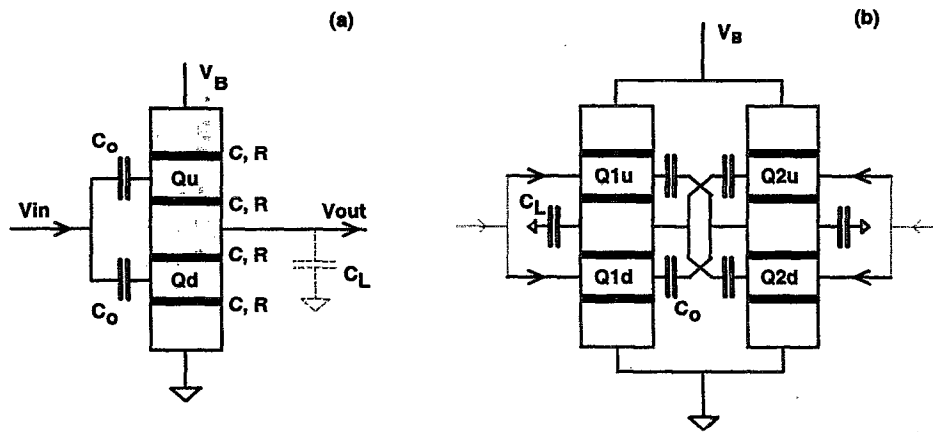 (a)
V_B
C_o
C, R
Qu
C, R
Vin
Vout
C, R
Qd
C_L
C_o
C, R
(b)
V_B
Q1u
Q2u
C_L
Q1d
Q2d
C_o